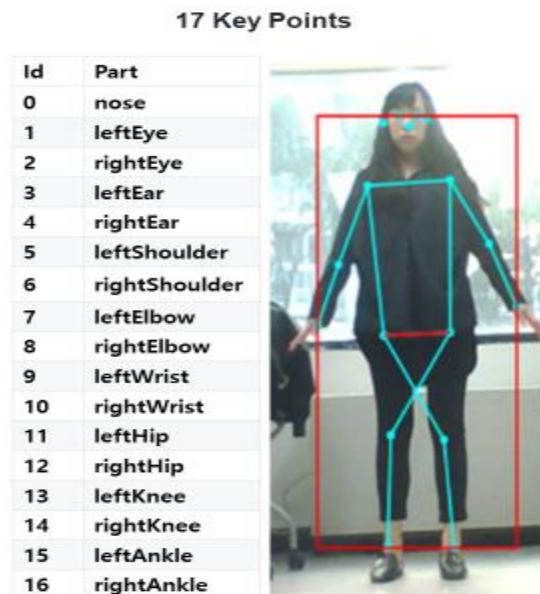 17 Key Points
Id Part
0 nose
1 leftEye
2 rightEye
3 leftEar
4 rightEar
5 leftShoulder
6 rightShoulder
7 leftElbow
8 rightElbow
9 leftWrist
10 rightWrist
11 leftHip
12 rightHip
13 leftKnee
14 rightKnee
15 leftAnkle
16 rightAnkle